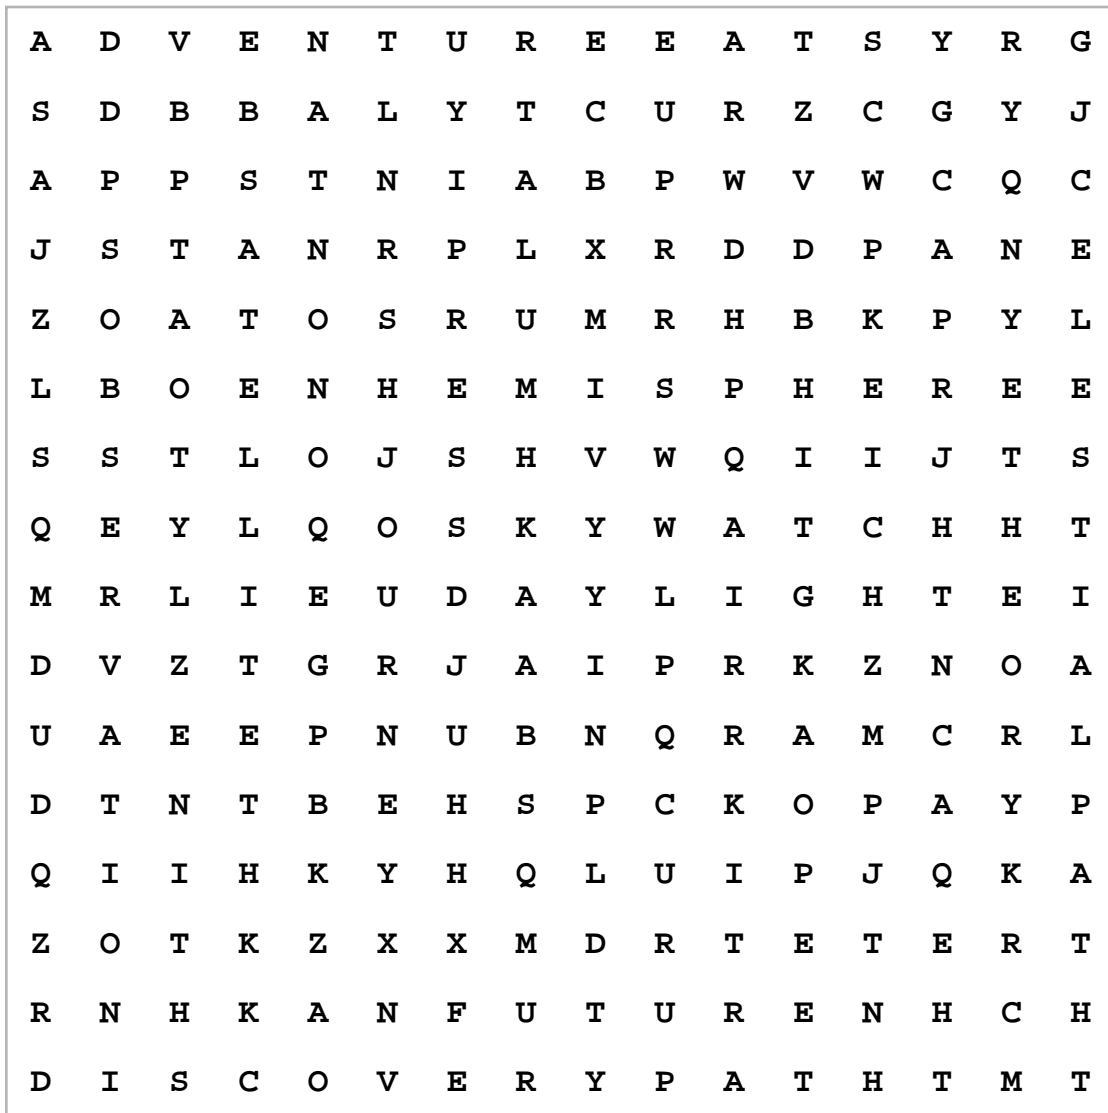 A D V E N T U R E E A T S Y R G
S D B B A L Y T C U R Z C G Y J
A P P S T N I A B P W V W C Q C
J S T A N R P L X R D D P A N E
Z O A T O S R U M R H B K P Y L
L B O E N H E M I S P H E R E E
S S T L O J S H V W Q I I J T S
Q E Y L Q O S K Y W A T C H H T
M R L I E U D A Y L I G H T E I
D V Z T G R J A I P R K Z N O A
U A E E P N U B N Q R A M C R L
D T N T B E H S P C K O P A Y P
Q I I H K Y H Q L U I P J Q K A
Z O T K Z X X M D R T E T E R T
R N H K A N F U T U R E N H C H
D I S C O V E R Y P A T H T M T